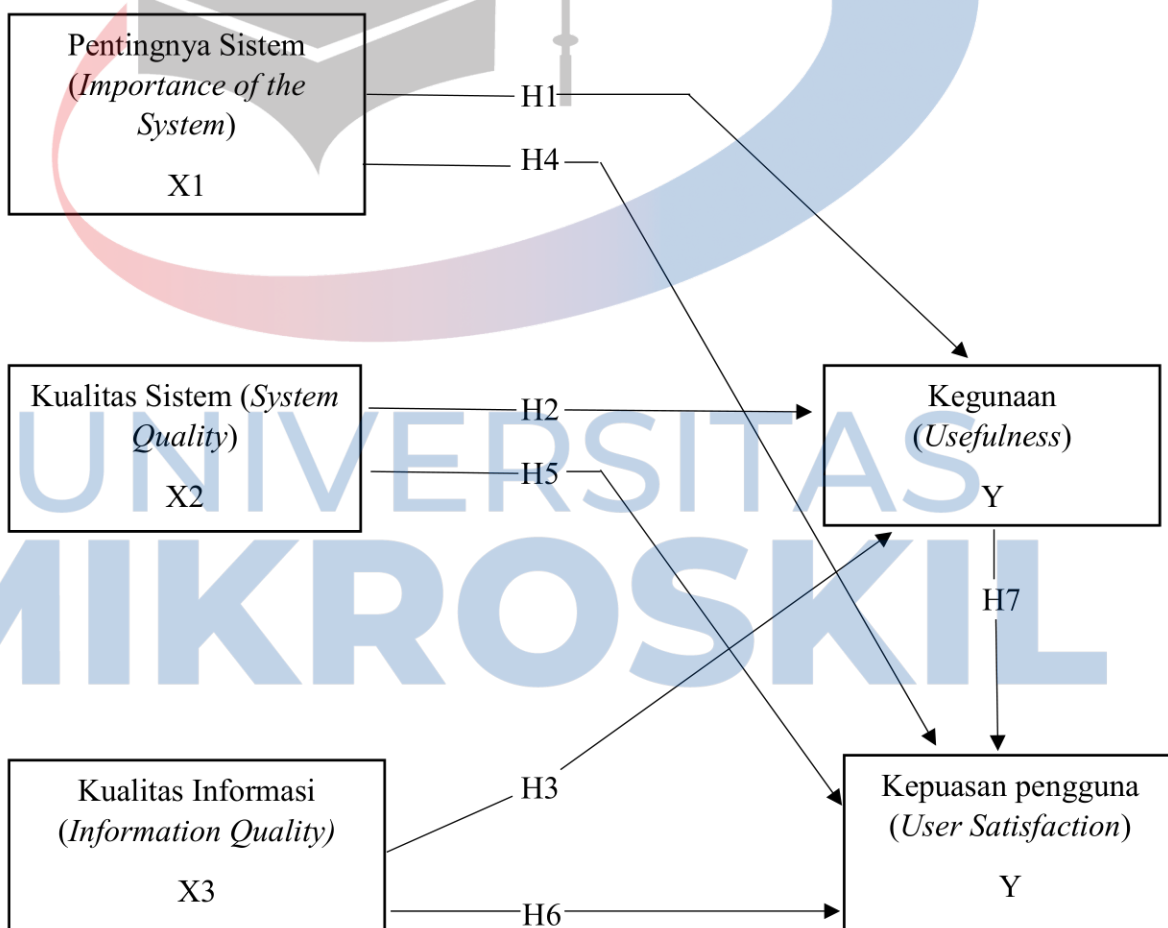 Pentingnya Sistem
(Importance of the
System)
X1
H1
H4
Kualitas Sistem (System
Quality)
X2
H2
H5
Kegunaan
(Usefulness)
Y
UNIVERSITAS
MIKROSKIL
H7
Kualitas Informasi
(Information Quality)
X3
H3
H6
Kepuasan pengguna
(User Satisfaction)
Y